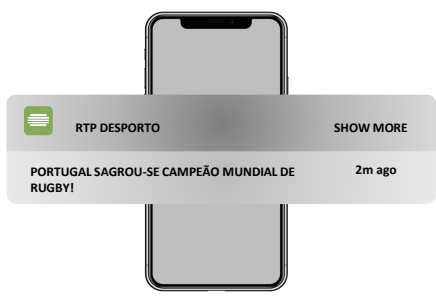 RTP DESPORTO SHOW MORE
PORTUGAL SAGROU-SE CAMPEÃO MUNDIAL DE 2m ago
RUGBY!